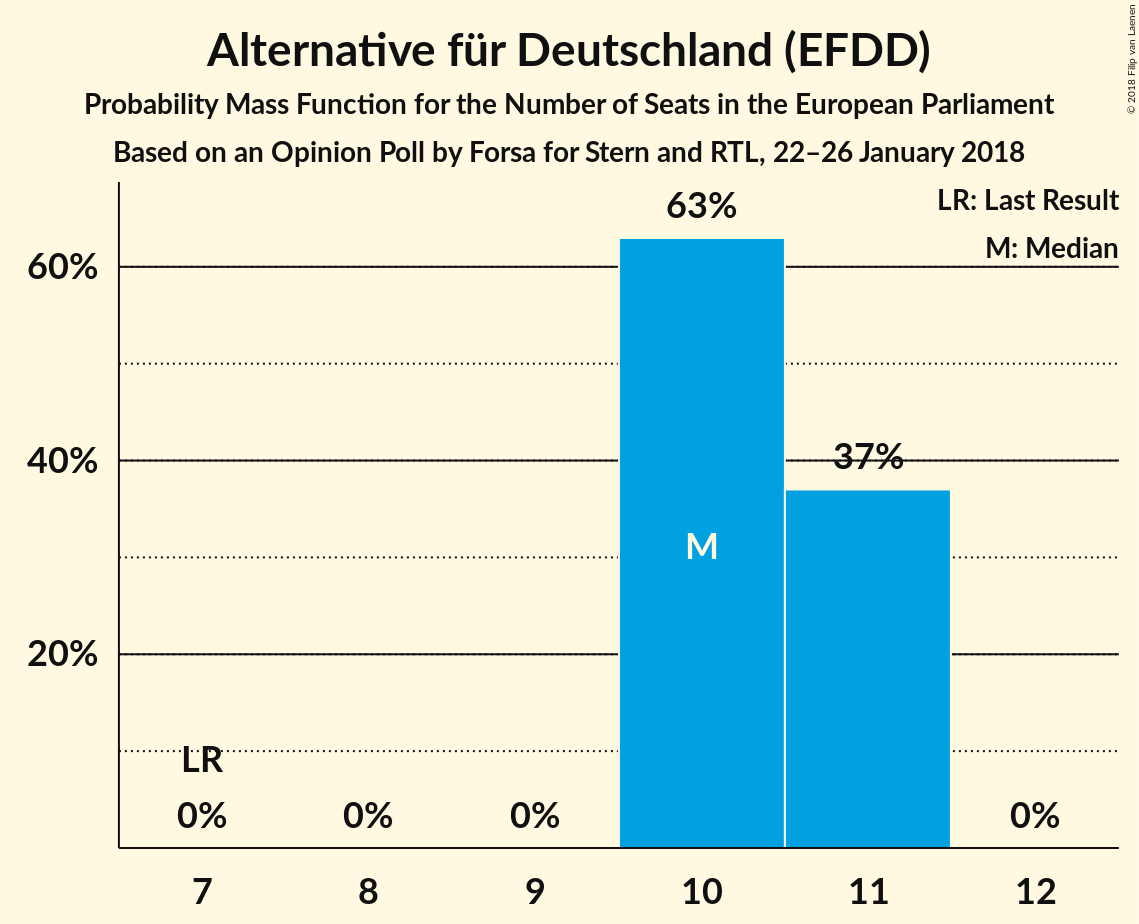 Alternative für Deutschland (EFDD)
Probability Mass Function for the Number of Seats in the European Parliament
Based on an Opinion Poll by Forsa for Stern and RTL, 22–26 January 2018
© 2018 Filip van Laenen
LR: Last Result
M: Median
63%
60%
40%
37%
M
20%
LR
0%
0%
0%
0%
7
8
9
10
11
12